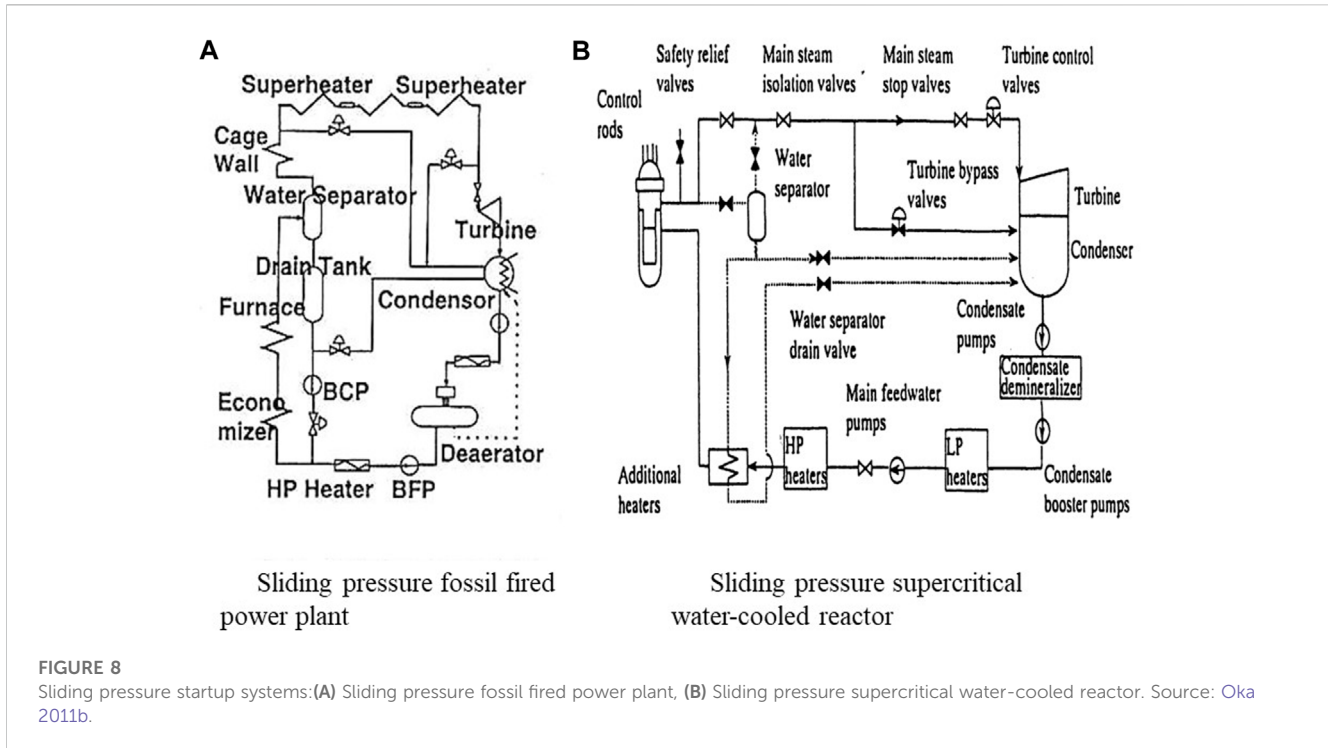 A
Superheater Superheater
Cage
Wall
Water Separator
Turbine
Drain Tank
Condensor
Furnace
BCP
Econo
mizer
Deaerator
HP Heater BFP
Sliding pressure fossil fired
power plant
B
Safety relief
valves
Main steam
isolation valves
Main steam
stop valves
Turbine control
valves
Control
rods
Water
separator
Turbine bypass
valves
Turbine
Condenser
Water separator
drain valve
Condensate
pumps
Condensate
demineralizer
Main feedwater
pumps
HP
heaters
LP
heaters
Additional
heaters
Condensate
booster pumps
Sliding pressure supercritical
water-cooled reactor
FIGURE 8
Sliding pressure startup systems:(A) Sliding pressure fossil fired power plant, (B) Sliding pressure supercritical water-cooled reactor. Source: Oka
2011b.